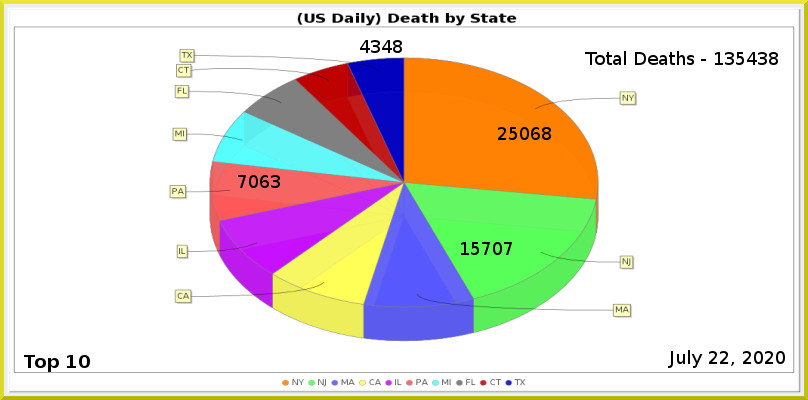 (US Daily) Death by State
4348
TX
Total Deaths - 135438
CT
FL
NY
25068
MI
7063
PA
15707
IL
NJ
CA
MA
Top 10
July 22, 2020
NY NJ MA CA IL PA MI FL CT TX